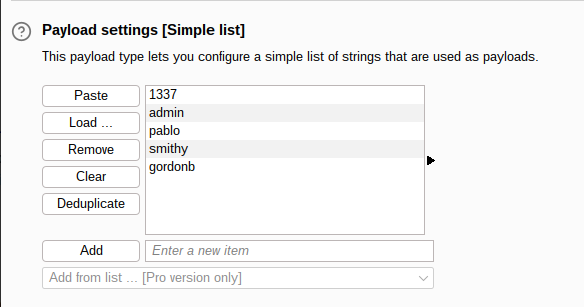 ?
Payload settings [Simple list]
This payload type lets you configure a simple list of strings that are used as payloads.
Paste
Load ...
Remove
Clear
Deduplicate
1337
admin
pablo
smithy
gordonb
Add
Enter a new item
Add from list ... [Pro version only]